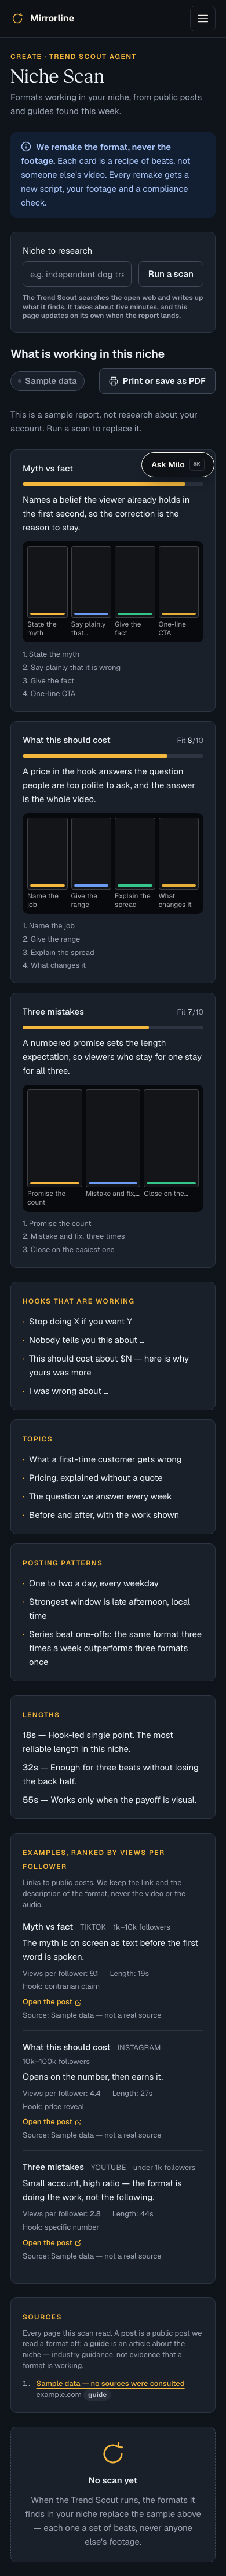 Mirrorline
CREATE · TREND SCOUT AGENT
Niche Scan
Formats working in your niche, from public posts
and guides found this week.
We remake the format, never the
footage. Each card is a recipe of beats, not
someone else's video. Every remake gets a
new script, your footage and a compliance
check.
Niche to research
e.g. independent dog tra
Run a scan
The Trend Scout searches the open web and writes up
what it finds. It takes about five minutes, and this
page updates on its own when the report lands.
What is working in this niche
Sample data
Print or save as PDF
This is a sample report, not research about your
account. Run a scan to replace it.
Myth vs fact
Ask Milo ⌘K
Names a belief the viewer already holds in
the first second, so the correction is the
reason to stay.
State the
myth
Say plainly
that…
Give the
fact
One-line
CTA
1. State the myth
2. Say plainly that it is wrong
3. Give the fact
4. One-line CTA
What this should cost
Fit 8/10
A price in the hook answers the question
people are too polite to ask, and the answer
is the whole video.
Name the
job
Give the
range
Explain the
spread
What
changes it
1. Name the job
2. Give the range
3. Explain the spread
4. What changes it
Three mistakes
Fit 7/10
A numbered promise sets the length
expectation, so viewers who stay for one stay
for all three.
Promise the
count
Mistake and fix,…
Close on the…
1. Promise the count
2. Mistake and fix, three times
3. Close on the easiest one
HOOKS THAT ARE WORKING
· Stop doing X if you want Y
· Nobody tells you this about …
· This should cost about $N — here is why
yours was more
· I was wrong about …
TOPICS
· What a first-time customer gets wrong
· Pricing, explained without a quote
· The question we answer every week
· Before and after, with the work shown
POSTING PATTERNS
· One to two a day, every weekday
· Strongest window is late afternoon, local
time
· Series beat one-offs: the same format three
times a week outperforms three formats
once
LENGTHS
18s — Hook-led single point. The most
reliable length in this niche.
32s — Enough for three beats without losing
the back half.
55s — Works only when the payoff is visual.
EXAMPLES, RANKED BY VIEWS PER
FOLLOWER
Links to public posts. We keep the link and the
description of the format, never the video or the
audio.
Myth vs fact TIKTOK 1k–10k followers
The myth is on screen as text before the first
word is spoken.
Views per follower: 9.1 Length: 19s
Hook: contrarian claim
Open the post
Source: Sample data — not a real source
What this should cost INSTAGRAM
10k–100k followers
Opens on the number, then earns it.
Views per follower: 4.4 Length: 27s
Hook: price reveal
Open the post
Source: Sample data — not a real source
Three mistakes YOUTUBE under 1k followers
Small account, high ratio — the format is
doing the work, not the following.
Views per follower: 2.8 Length: 44s
Hook: specific number
Open the post
Source: Sample data — not a real source
SOURCES
Every page this scan read. A post is a public post we
read a format off; a guide is an article about the
niche — industry guidance, not evidence that a
format is working.
1. Sample data — no sources were consulted
example.com guide
No scan yet
When the Trend Scout runs, the formats it
finds in your niche replace the sample above
— each one a set of beats, never anyone
else's footage.